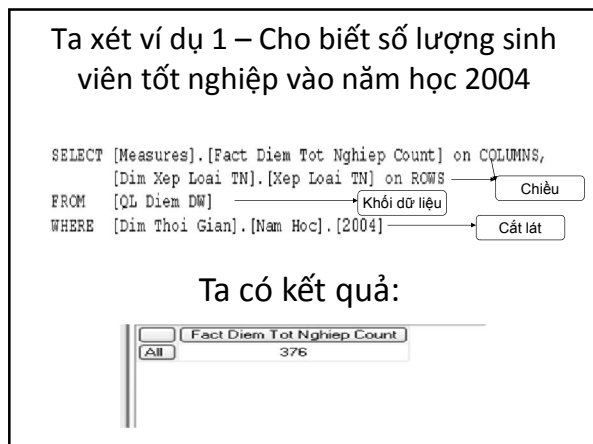 Ta xét ví dụ 1 – Cho biết số lượng sinh
viên tốt nghiệp vào năm học 2004
SELECT [Measures].[Fact Diem Tot Nghiep Count] on COLUMNS,
[Dim Xep Loai TN].[Xep Loai TN] on ROWS
Chiều
FROM [QL Diem DW]
Khối dữ liệu
WHERE [Dim Thoi Gian].[Nam Hoc].[2004]
Cắt lát
Ta có kết quả:
Fact Diem Tot Nghiep Count
All 376